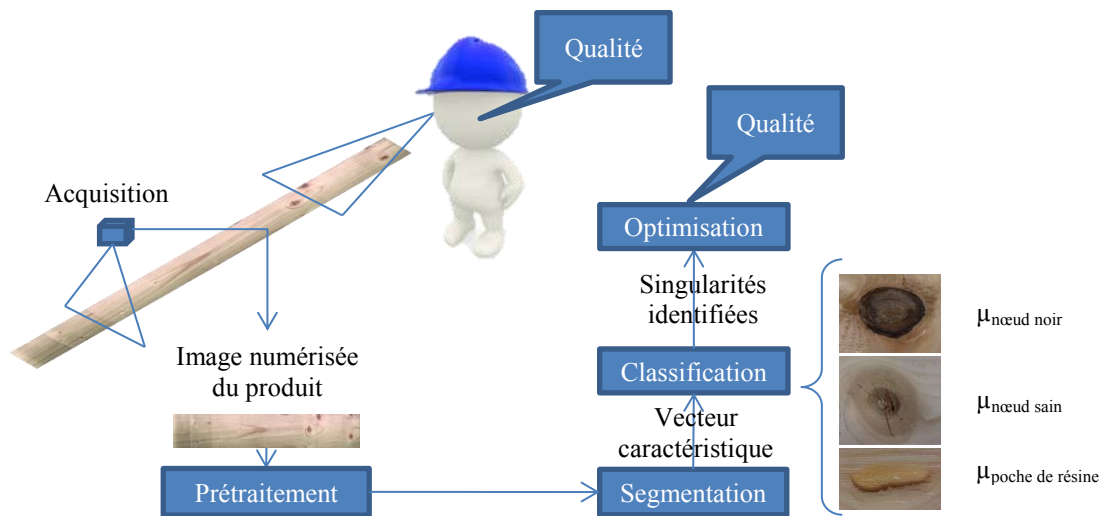 Qualité
Qualité
Acquisition
Optimisation
Singularités
identifiées
μnœud noir
Image numérisée
du produit
Classification
μnœud sain
Vecteur
caractéristique
Prétraitement
Segmentation
μpoche de résine